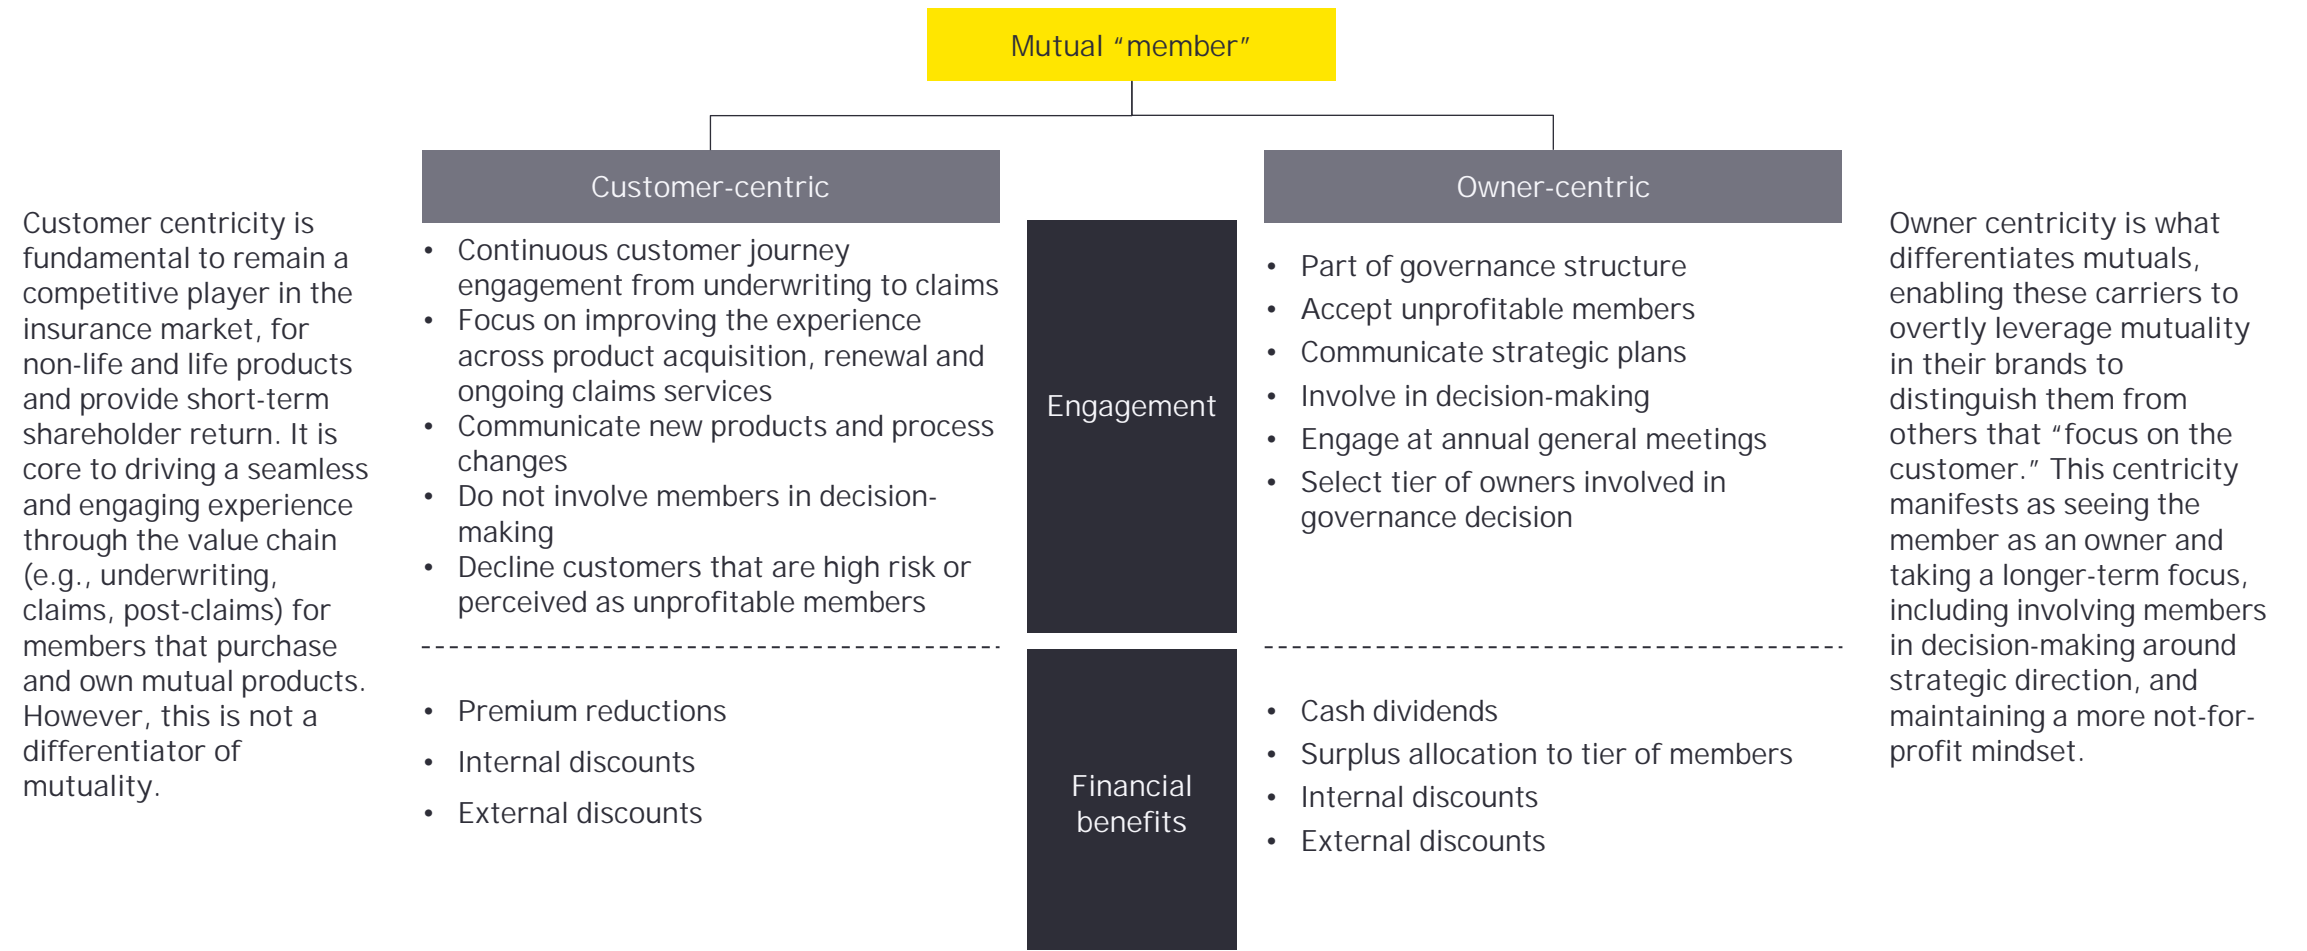 Mutual “member”
Customer-centric
Owner-centric
Customer centricity is
fundamental to remain a
competitive player in the
insurance market, for
non-life and life products
and provide short-term
shareholder return. It is
core to driving a seamless
and engaging experience
through the value chain
(e.g., underwriting,
claims, post-claims) for
members that purchase
and own mutual products.
However, this is not a
differentiator of
mutuality.
• Continuous customer journey
engagement from underwriting to claims
• Focus on improving the experience
across product acquisition, renewal and
ongoing claims services
• Communicate new products and process
changes
• Do not involve members in decision-
making
• Decline customers that are high risk or
perceived as unprofitable members
Engagement
• Part of governance structure
• Accept unprofitable members
• Communicate strategic plans
• Involve in decision-making
• Engage at annual general meetings
• Select tier of owners involved in
governance decision
• Premium reductions
• Internal discounts
• External discounts
Financial
benefits
• Cash dividends
• Surplus allocation to tier of members
• Internal discounts
• External discounts
Owner centricity is what
differentiates mutuals,
enabling these carriers to
overtly leverage mutuality
in their brands to
distinguish them from
others that “focus on the
customer.” This centricity
manifests as seeing the
member as an owner and
taking a longer-term focus,
including involving members
in decision-making around
strategic direction, and
maintaining a more not-for-
profit mindset.